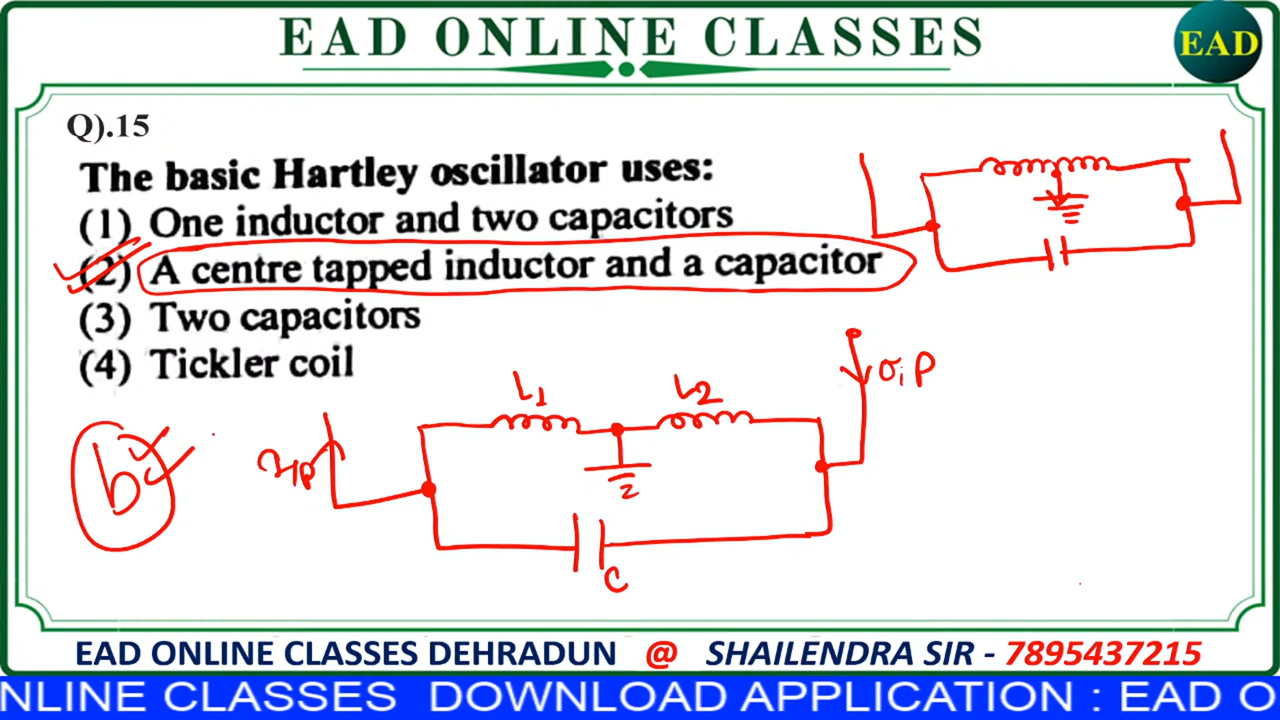 EAD ONLINE CLASSES
EAD
Q).15
The basic Hartley oscillator uses:
(1) One inductor and two capacitors
(2) A centre tapped inductor and a capacitor
(3) Two capacitors
(4) Tickler coil
L1
L2
b
C
EAD ONLINE CLASSES DEHRADUN @ SHAILENDRA SIR - 7895437215
NLINE CLASSES DOWNLOAD APPLICATION : EAD O